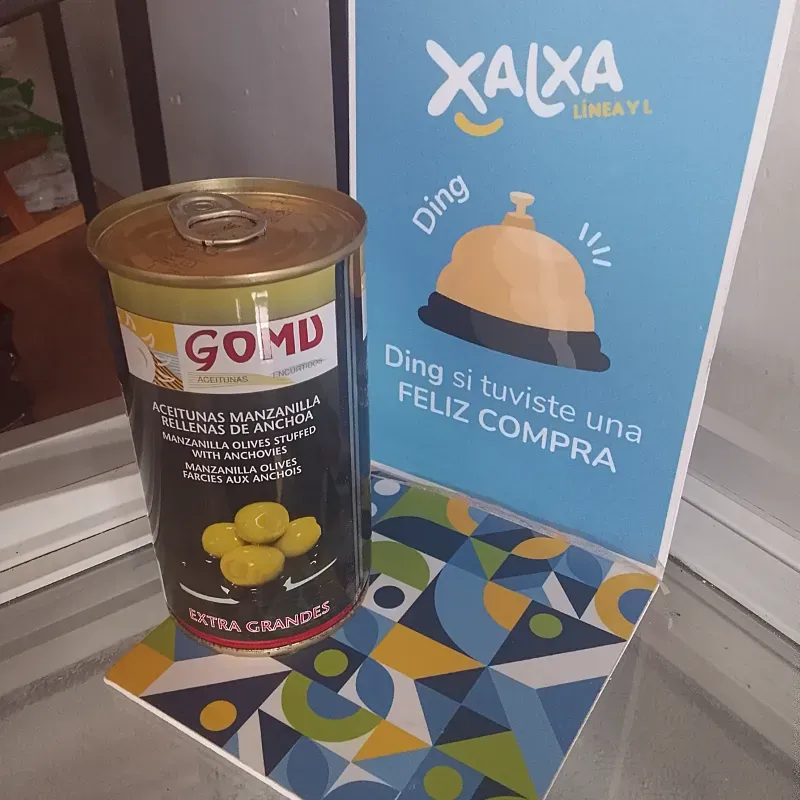 GOMU
ACEITUNAS ENCURTIDOS
ACEITUNAS MANZANILLA
RELLENAS DE ANCHOA
MANZANILLA OLIVES STUFFED
WITH ANCHOVIES
MANZANILLA OLIVES
FARCIES AUX ANCHOIS
EXTRA GRANDES
XALXA
LÍNEA Y L
Ding
Ding si tuviste una
FELIZ COMPRA